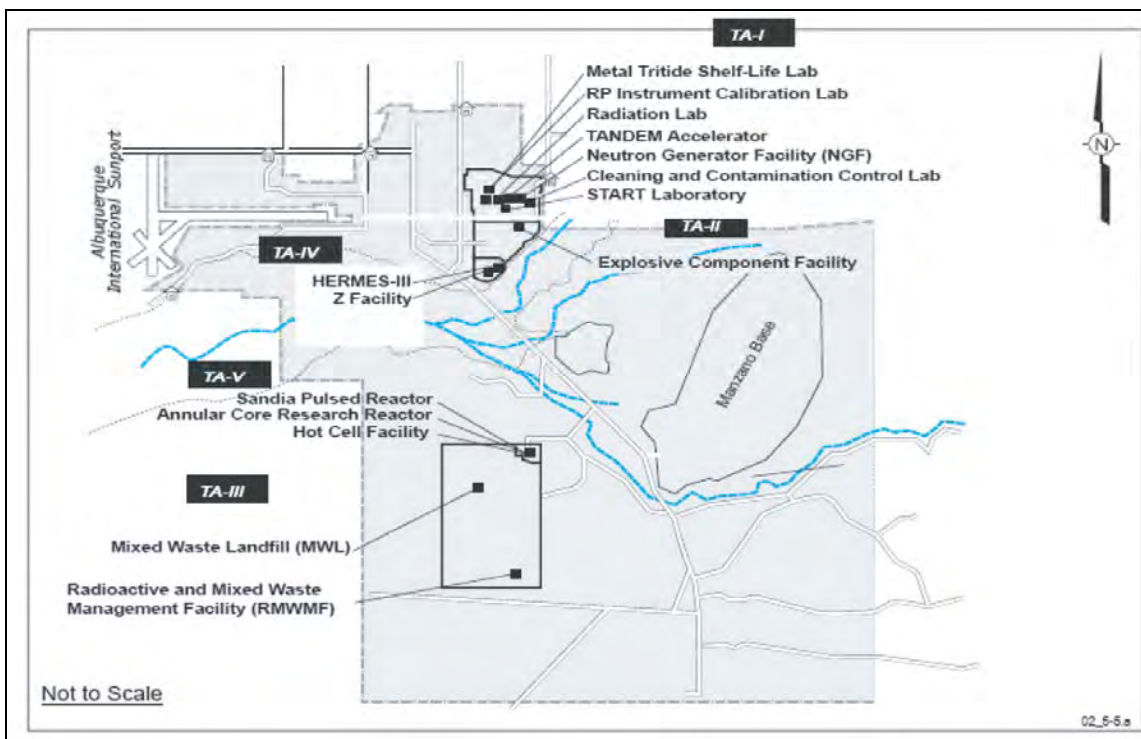 TA-I
Metal Tritide Shelf-Life Lab
RP Instrument Calibration Lab
Radiation Lab
TANDEM Accelerator
Neutron Generator Facility (NGF)
Cleaning and Contamination Control Lab
START Laboratory
N
Albuquerque
International Sunport
TA-II
TA-IV
Explosive Component Facility
HERMES-III
Z Facility
Manzano Base
TA-V
Sandia Pulsed Reactor
Annular Core Research Reactor
Hot Cell Facility
TA-III
Mixed Waste Landfill (MWL)
Radioactive and Mixed Waste
Management Facility (RMWMF)
Not to Scale
02_5-5.a